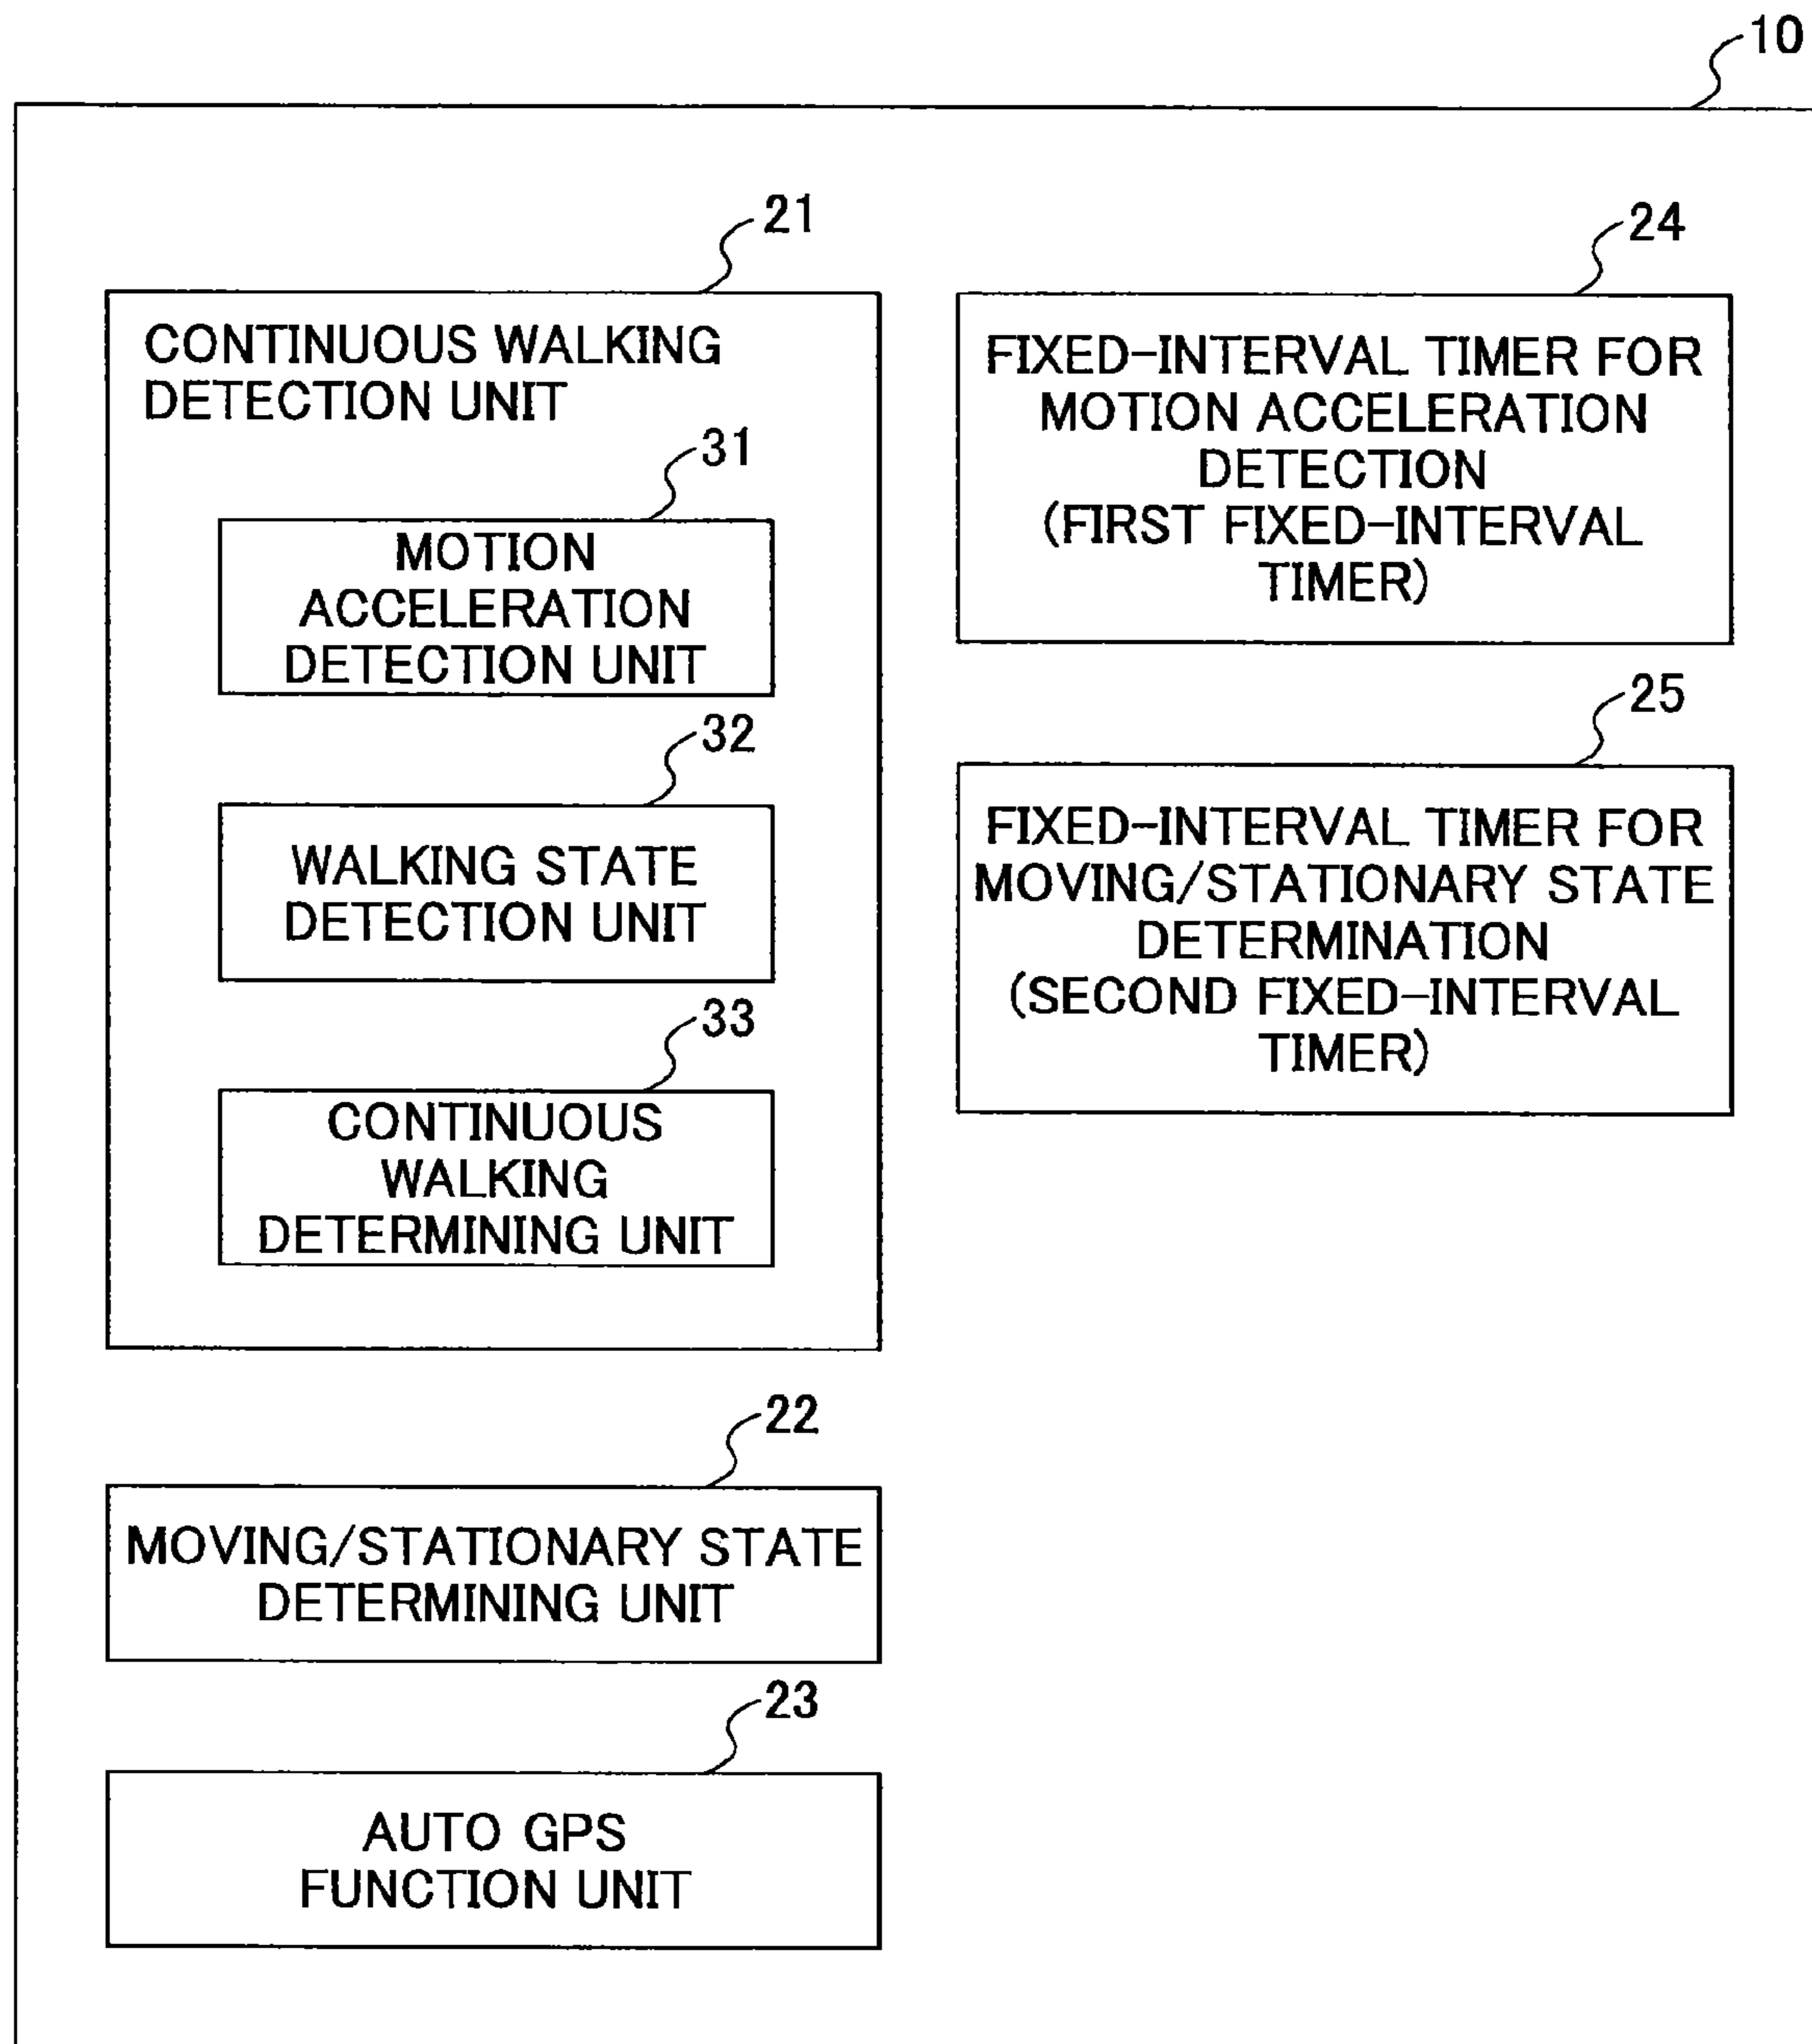 10
21
CONTINUOUS WALKING
DETECTION UNIT
31
MOTION
ACCELERATION
DETECTION UNIT
32
WALKING STATE
DETECTION UNIT
33
CONTINUOUS
WALKING
DETERMINING UNIT
22
MOVING/STATIONARY STATE
DETERMINING UNIT
23
AUTO GPS
FUNCTION UNIT
24
FIXED-INTERVAL TIMER FOR
MOTION ACCELERATION
DETECTION
(FIRST FIXED-INTERVAL
TIMER)
25
FIXED-INTERVAL TIMER FOR
MOVING/STATIONARY STATE
DETERMINATION
(SECOND FIXED-INTERVAL
TIMER)